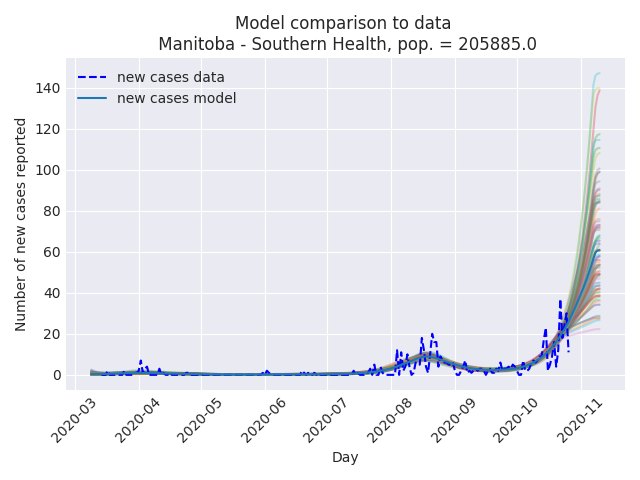 Model comparison to data
Manitoba - Southern Health, pop. = 205885.0
new cases data
new cases model
Number of new cases reported
140
120
100
80
60
40
20
0
2020-03
2020-04
2020-05
2020-06
2020-07
2020-08
2020-09
2020-10
2020-11
Day